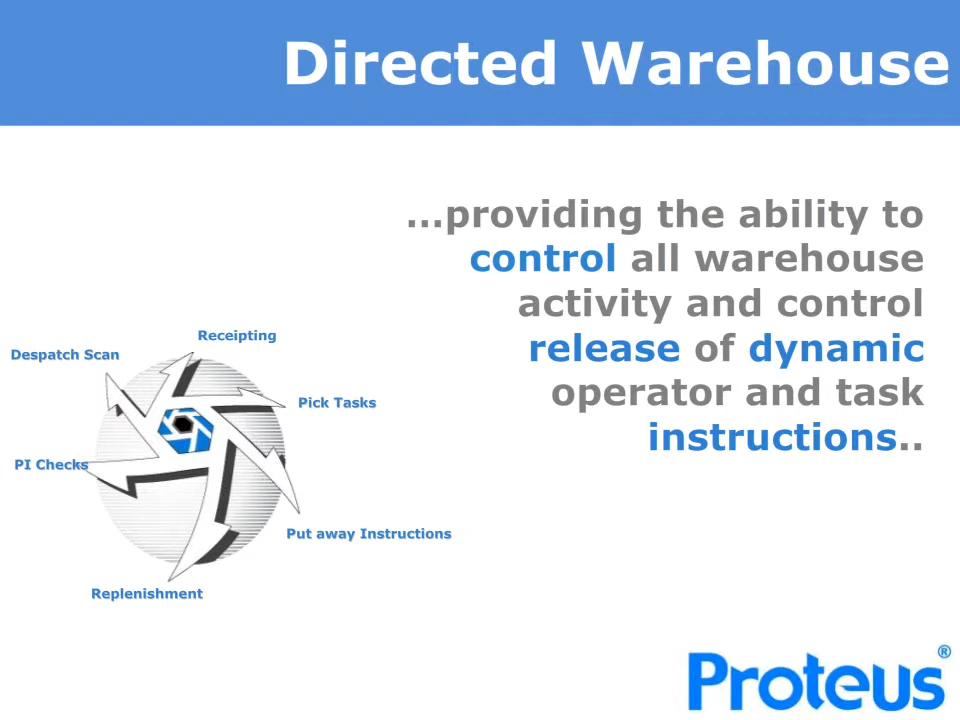 Directed Warehouse
...providing the ability to
control all warehouse
activity and control
release of dynamic
operator and task
instructions..
Receipting
Despatch Scan
Pick Tasks
PI Checks
Put away Instructions
Replenishment
Proteus®